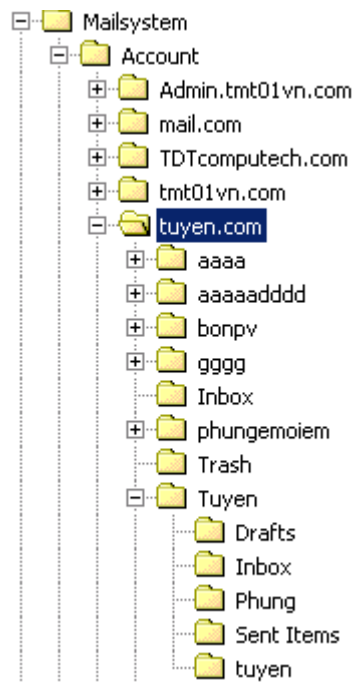 Mailsystem
Account
Admin.tmt01vn.com
mail.com
TDTcomputech.com
tmt01vn.com
tuyen.com
aaaa
aaaaadddd
bonpv
gggg
Inbox
phungemoiem
Trash
Tuyen
Drafts
Inbox
Phung
Sent Items
tuyen